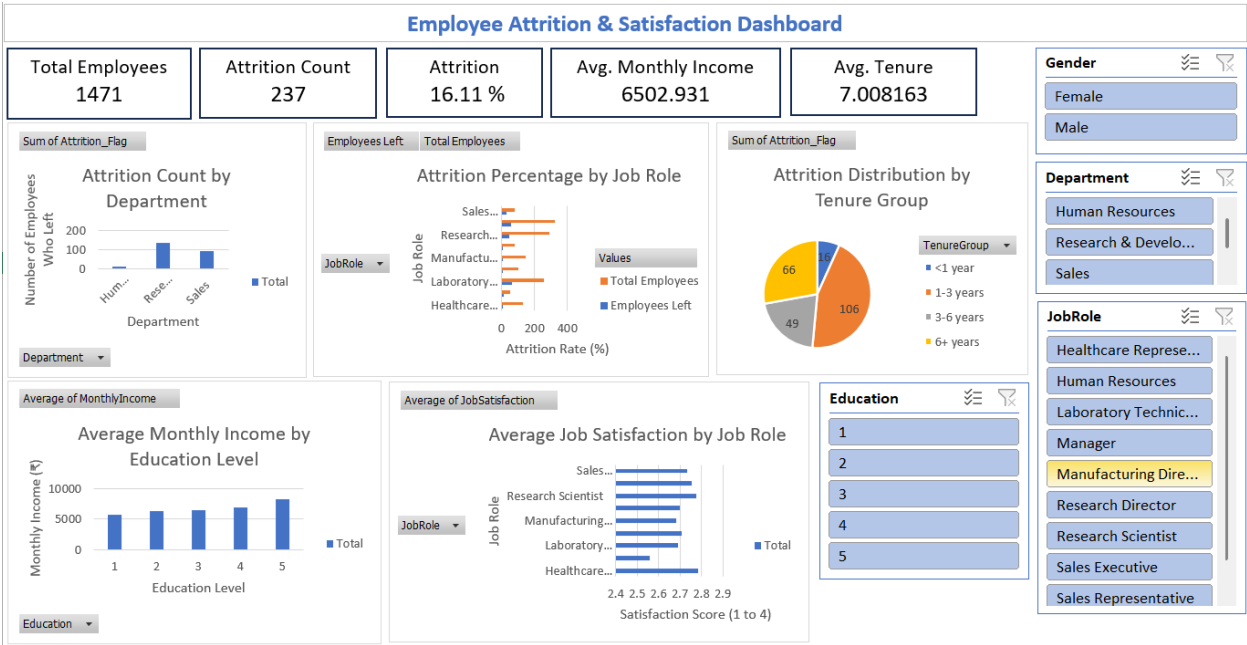 Employee Attrition & Satisfaction Dashboard
Total Employees
1471
Attrition Count
237
Attrition
16.11 %
Avg. Monthly Income
6502.931
Avg. Tenure
7.008163
Gender
Female
Male
Sum of Attrition_Flag
Attrition Count by
Department
Number of Employees
Who Left
200
100
0
Hum...
Rese...
Sales
Total
Department
Department
Employees Left
Total Employees
Attrition Percentage by Job Role
JobRole
Job Role
Sales...
Research...
Manufactu...
Laboratory...
Healthcare...
0 200 400
Attrition Rate (%)
Values
Total Employees
Employees Left
Sum of Attrition_Flag
Attrition Distribution by
Tenure Group
16
106
49
66
TenureGroup
<1 year
1-3 years
3-6 years
6+ years
Department
Human Resources
Research & Develo...
Sales
Average of MonthlyIncome
Average Monthly Income by
Education Level
Monthly Income (₹)
10000
5000
0
1 2 3 4 5
Education Level
Total
Education
Average of JobSatisfaction
Average Job Satisfaction by Job Role
JobRole
Job Role
Sales...
Research Scientist
Manufacturing...
Laboratory...
Healthcare...
2.4 2.5 2.6 2.7 2.8 2.9
Satisfaction Score (1 to 4)
Total
Education
1
2
3
4
5
JobRole
Healthcare Represe...
Human Resources
Laboratory Technic...
Manager
Manufacturing Dire...
Research Director
Research Scientist
Sales Executive
Sales Representative